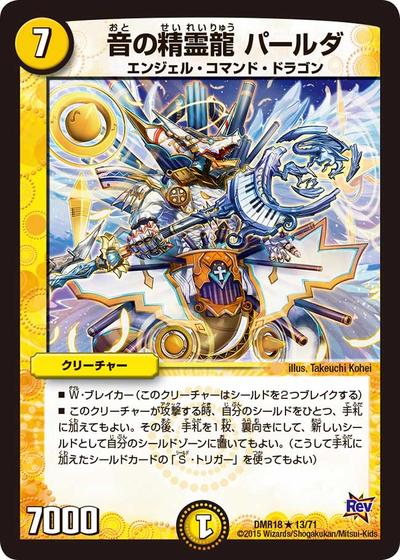 7
音の精霊龍 パールダ
おと せいれいりゅう
エンジェル・コマンド・ドラゴン
クリーチャー
illus. Takeuchi Kohei
■W・ブレイカー（このクリーチャーはシールドを2つブレイクする）
■このクリーチャーが攻撃する時、自分のシールドをひとつ、手札
に加えてもよい。その後、手札を1枚、裏向きにして、新しいシー
ルドとして自分のシールドゾーンに置いてもよい。（こうして手札に
加えたシールドカードの「S・トリガー」を使ってもよい）
7000
1
Rev
DMR18 ★ 13/71
©2015 Wizards/Shogakukan/Mitsui-Kids